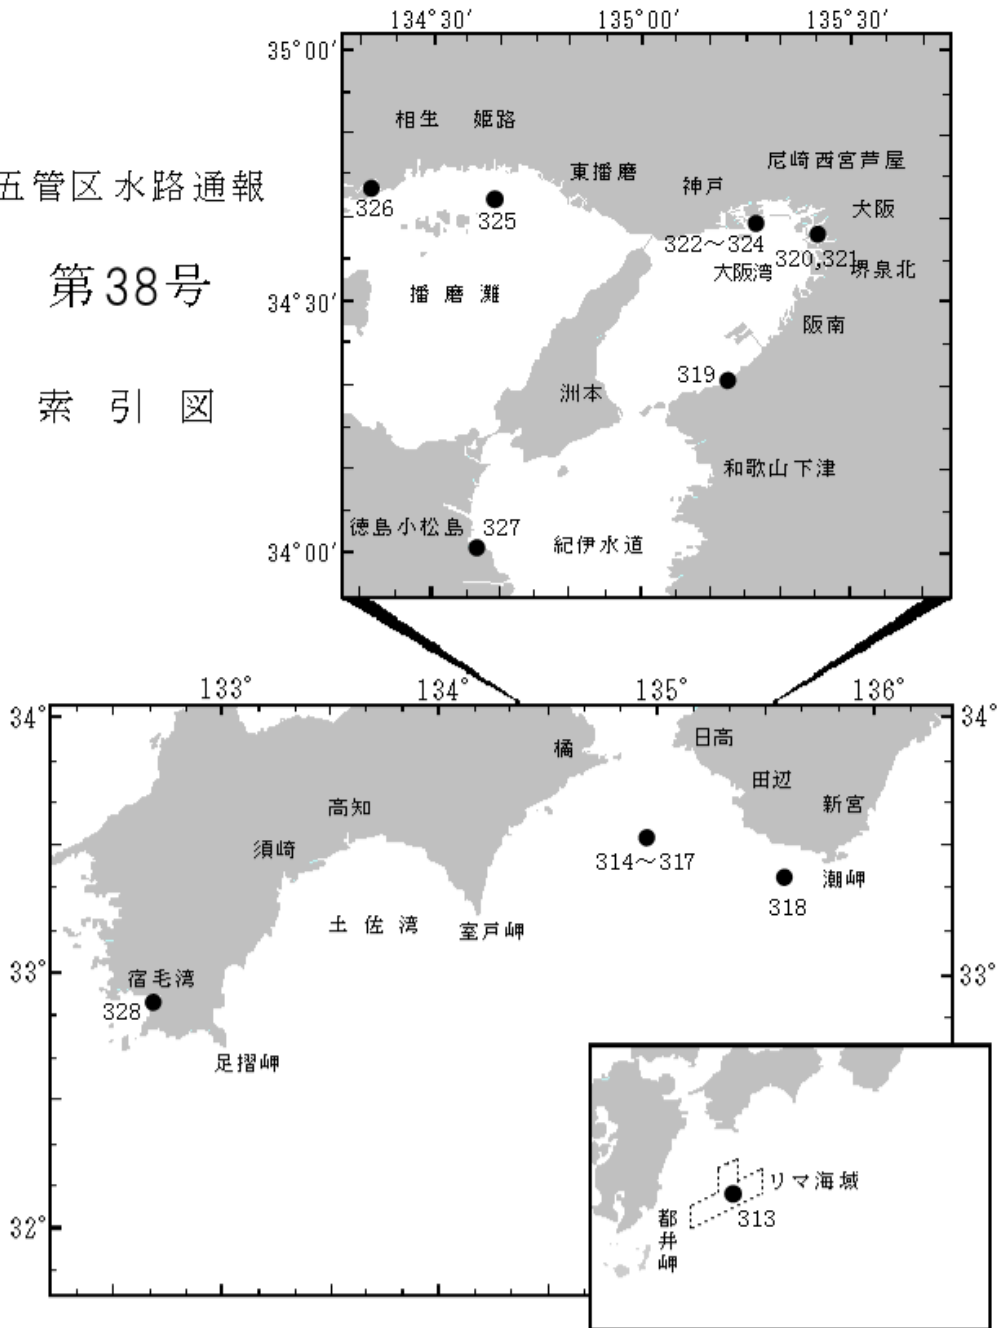 五管区水路通報
第38号
索引図
134°30′ 135°00′ 135°30′
35°00′
相生 姫路
尼崎西宮芦屋
東播磨
神戸
326
325
大阪
322～324
320,321
大阪湾
堺泉北
播磨灘
34°30′
阪南
319
洲本
和歌山下津
徳島小松島
327
紀伊水道
34°00′
133° 134° 135° 136°
34° 34°
橘
日高
田辺
新宮
高知
須崎
314～317
潮岬
318
土佐湾
室戸岬
33° 33°
宿毛湾
328
足摺岬
リマ海域
313
都井岬
32°